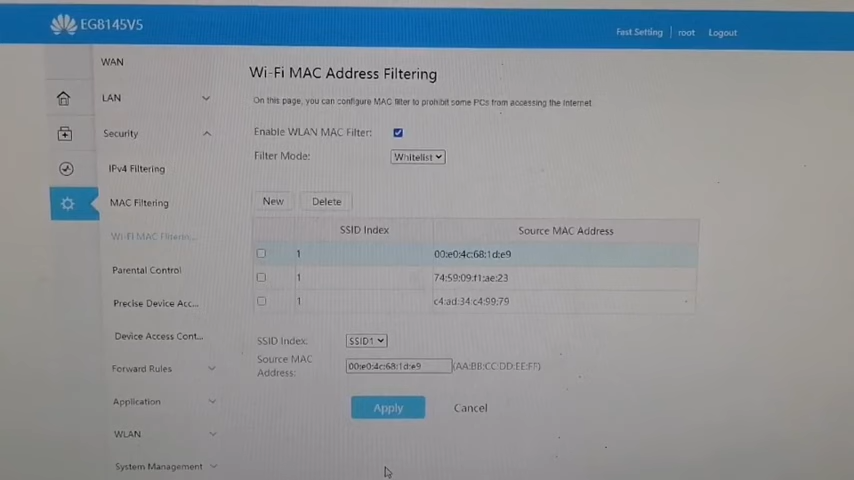 EG8145V5
Fast Setting | root Logout
WAN
LAN
Security
IPv4 Filtering
MAC Filtering
Wi-Fi MAC Filterin...
Parental Control
Precise Device Acc...
Device Access Cont...
Forward Rules
Application
WLAN
System Management
Wi-Fi MAC Address Filtering
On this page, you can configure MAC filter to prohibit some PCs from accessing the Internet.
Enable WLAN MAC Filter:
Filter Mode: Whitelist
New Delete
SSID Index Source MAC Address
1 00:e0:4c:68:1d:e9
1 74:59:09:f1:ae:23
1 c4:ad:34:c4:99:79
SSID Index: SSID1
Source MAC
Address: 00:e0:4c:68:1d:e9 (AA:BB:CC:DD:EE:FF)
Apply Cancel